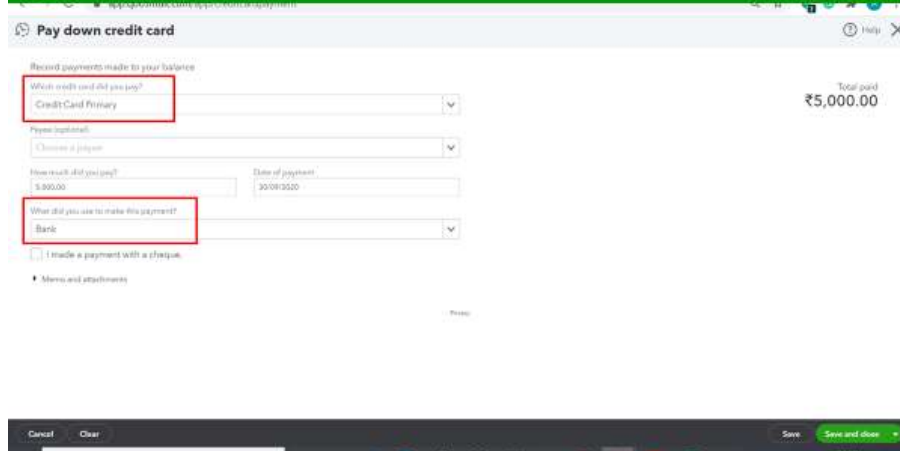 Pay down credit card
Help
Record payments made to your balance
Which credit card did you pay?
Total paid
Credit Card Primary
₹5,000.00
Payee (optional)
Choose a payee
How much did you pay?
Date of payment
5,000.00
30/09/2020
What did you use to make this payment?
Bank
I made a payment with a cheque.
Memo and attachments
Privacy
Cancel
Clear
Save
Save and close